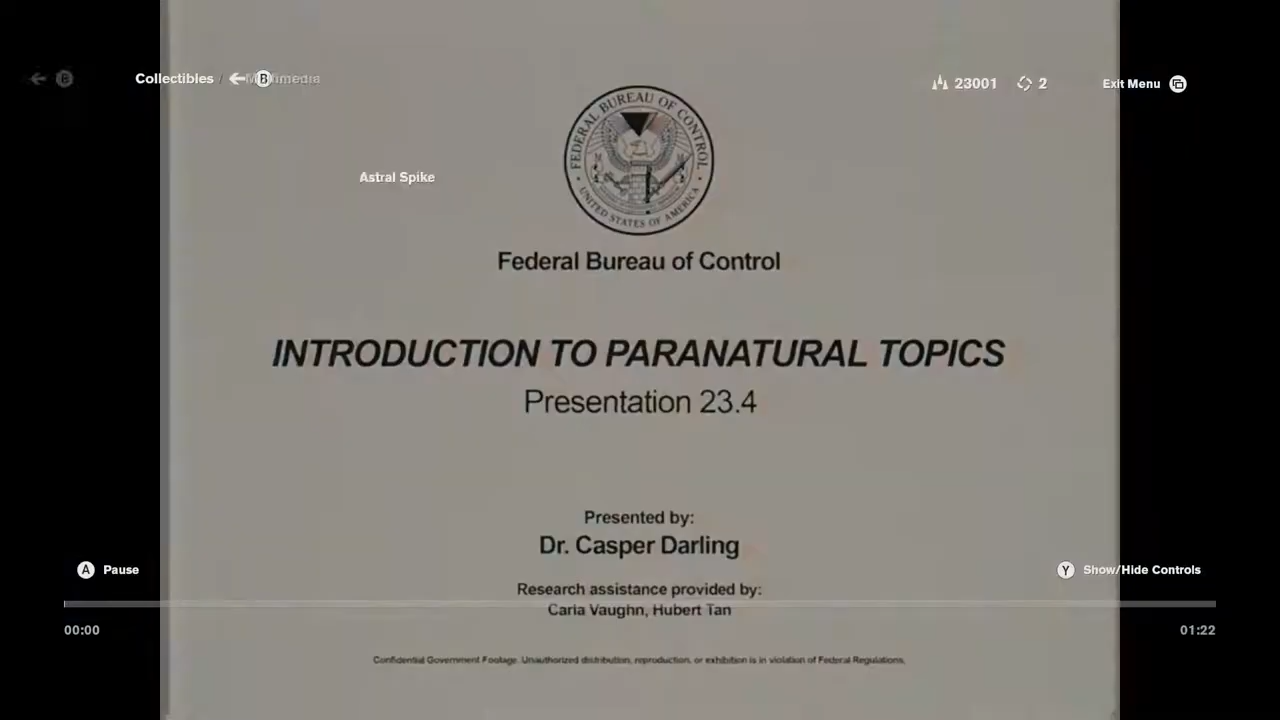 B
Collectibles / B Multimedia
23001
2
Exit Menu
FEDERAL BUREAU OF CONTROL
UNITED STATES OF AMERICA
Astral Spike
Federal Bureau of Control
INTRODUCTION TO PARANATURAL TOPICS
Presentation 23.4
Presented by:
Dr. Casper Darling
A Pause
Y Show/Hide Controls
Research assistance provided by:
Carla Vaughn, Hubert Tan
00:00
01:22
Confidential Government Footage. Unauthorized distribution, reproduction, or exhibition is in violation of Federal Regulations.